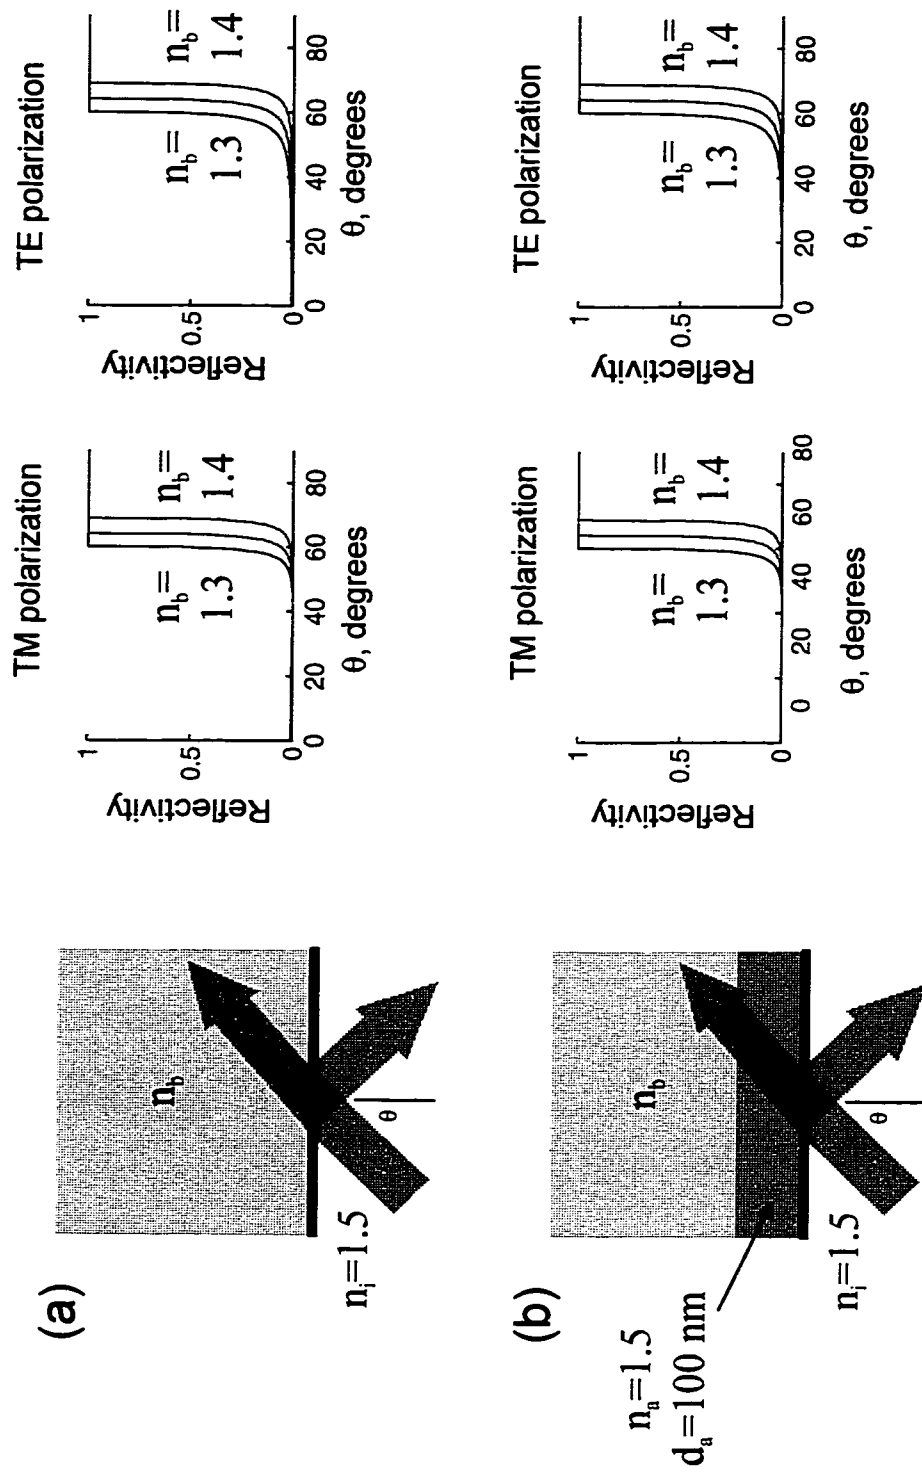 (a)
n_b
θ
n_i=1.5
TM polarization
1
0.5
0
Reflectivity
n_b=
1.3
n_b=
1.4
0 20 40 60 80
θ, degrees
TE polarization
1
0.5
0
Reflectivity
n_b=
1.3
n_b=
1.4
0 20 40 60 80
θ, degrees
(b)
n_b
θ
n_a=1.5
d_a=100 nm
n_i=1.5
TM polarization
1
0.5
0
Reflectivity
n_b=
1.3
n_b=
1.4
0 20 40 60 80
θ, degrees
TE polarization
1
0.5
0
Reflectivity
n_b=
1.3
n_b=
1.4
0 20 40 60 80
θ, degrees